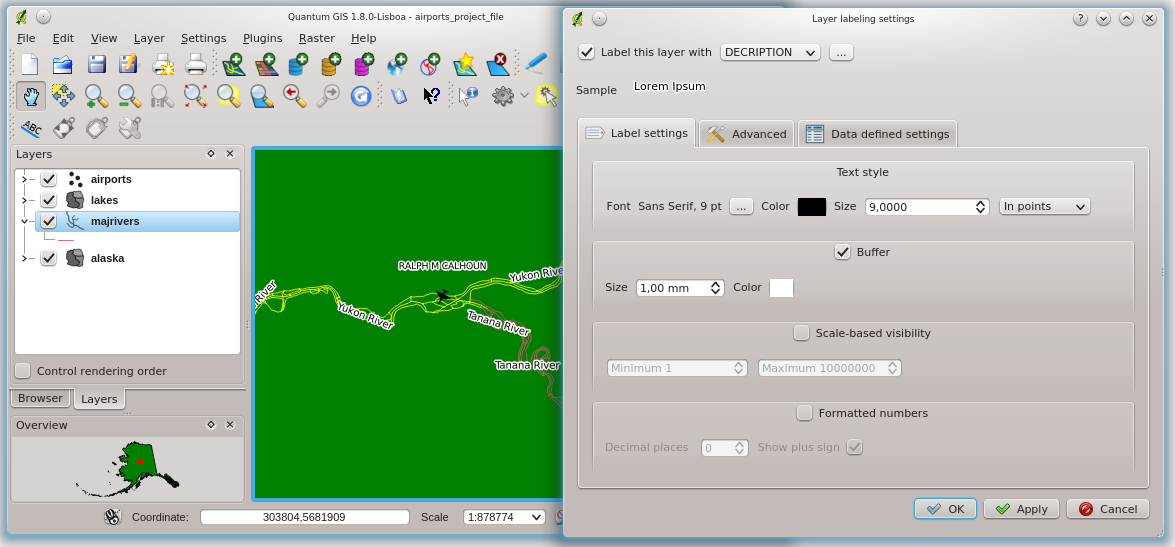 Quantum GIS 1.8.0-Lisboa - airports_project_file
File Edit View Layer Settings Plugins Raster Help
ABC
Layers
airports
lakes
majrivers
alaska
Control rendering order
Browser Layers
Overview
River
Yukon River
RALPH M CALHOUN
Yukon Rive
Tanana River
Tanana River
Coordinate: 303804,5681909 Scale 1:878774
Layer labeling settings
Label this layer with DECRIPTION ...
Sample Lorem Ipsum
Label settings Advanced Data defined settings
Text style
Font Sans Serif, 9 pt ... Color Size 9,0000 In points
Buffer
Size 1,00 mm Color
Scale-based visibility
Minimum 1 Maximum 10000000
Formatted numbers
Decimal places 0 Show plus sign
OK Apply Cancel